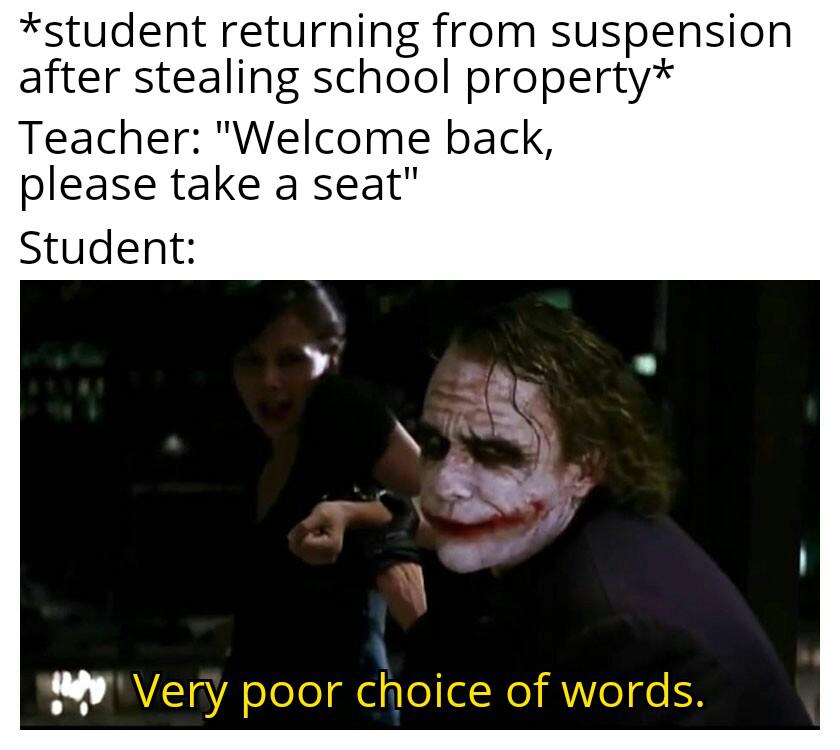 *student returning from suspension
after stealing school property*
Teacher: "Welcome back,
please take a seat"
Student:
Very poor choice of words.